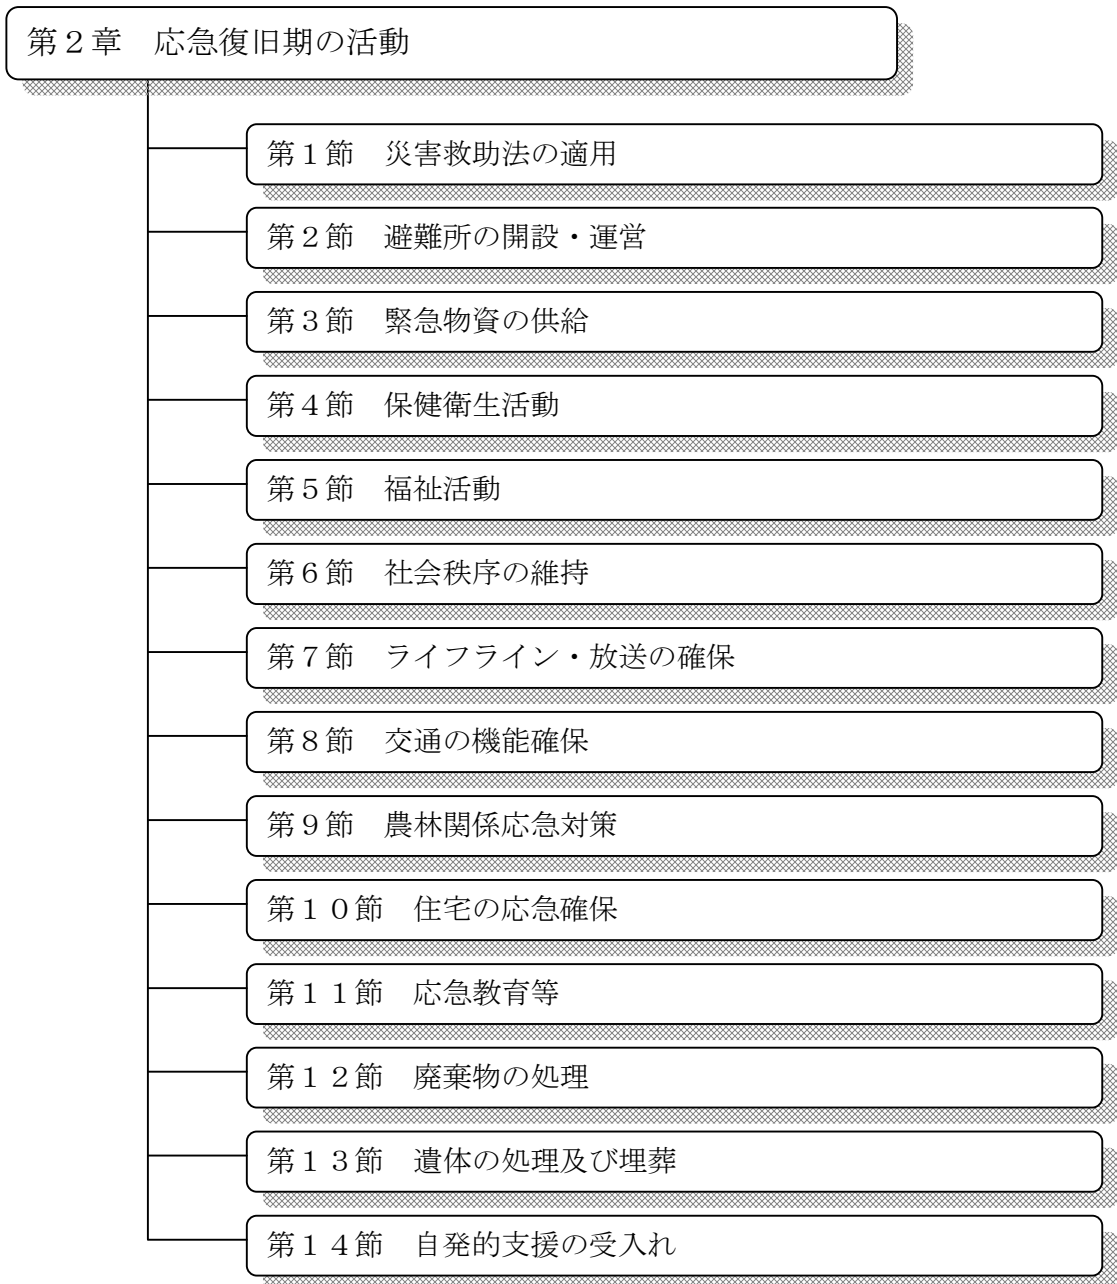 第２章　応急復旧期の活動
第１節　災害救助法の適用
第２節　避難所の開設・運営
第３節　緊急物資の供給
第４節　保健衛生活動
第５節　福祉活動
第６節　社会秩序の維持
第７節　ライフライン・放送の確保
第８節　交通の機能確保
第９節　農林関係応急対策
第１０節　住宅の応急確保
第１１節　応急教育等
第１２節　廃棄物の処理
第１３節　遺体の処理及び埋葬
第１４節　自発的支援の受入れ